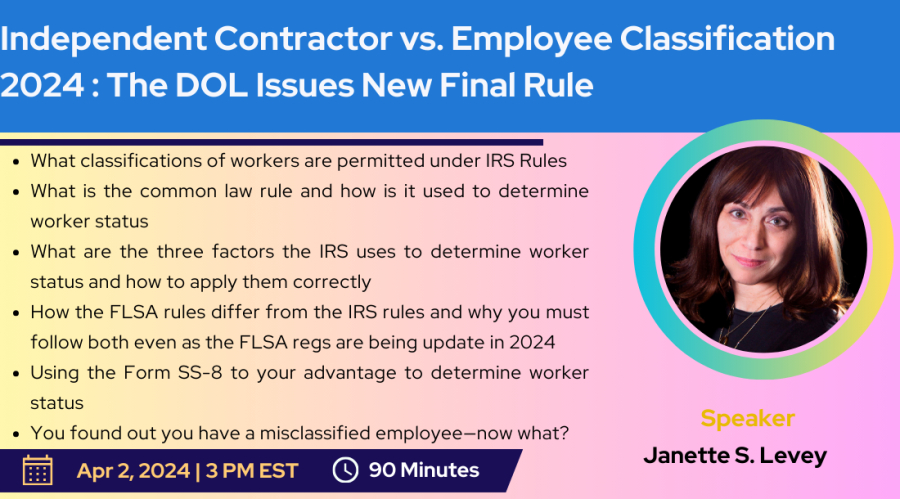 Independent Contractor vs. Employee Classification
2024 : The DOL Issues New Final Rule
• What classifications of workers are permitted under IRS Rules
• What is the common law rule and how is it used to determine
worker status
• What are the three factors the IRS uses to determine worker
status and how to apply them correctly
• How the FLSA rules differ from the IRS rules and why you must
follow both even as the FLSA regs are being update in 2024
• Using the Form SS-8 to your advantage to determine worker
status
• You found out you have a misclassified employee—now what?
Apr 2, 2024 | 3 PM EST
90 Minutes
Speaker
Janette S. Levey